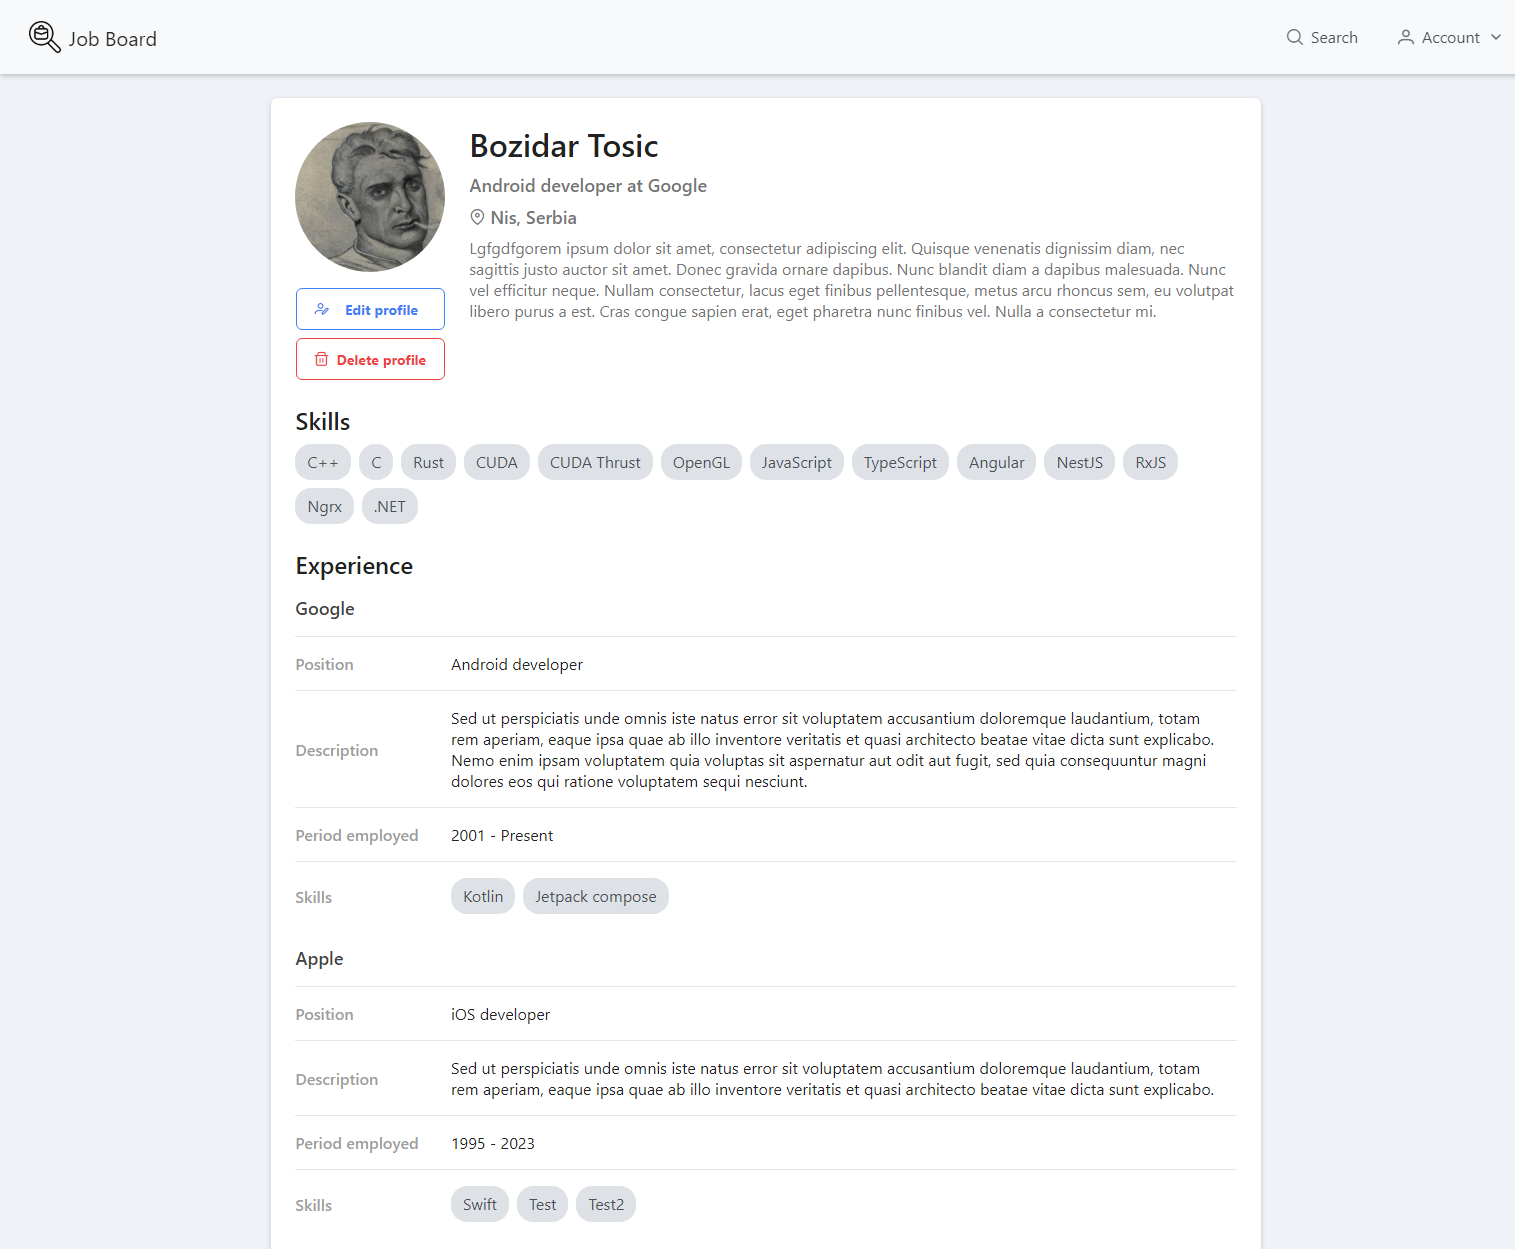 Job Board
Search
Account
Bozidar Tosic
Android developer at Google
Nis, Serbia
Lgfgdfgorem ipsum dolor sit amet, consectetur adipiscing elit. Quisque venenatis dignissim diam, nec
sagittis justo auctor sit amet. Donec gravida ornare dapibus. Nunc blandit diam a dapibus malesuada. Nunc
vel efficitur neque. Nullam consectetur, lacus eget finibus pellentesque, metus arcu rhoncus sem, eu volutpat
libero purus a est. Cras congue sapien erat, eget pharetra nunc finibus vel. Nulla a consectetur mi.
Edit profile
Delete profile
Skills
C++ C Rust CUDA CUDA Thrust OpenGL JavaScript TypeScript Angular NestJS RxJS
Ngrx .NET
Experience
Google
Position Android developer
Description
Sed ut perspiciatis unde omnis iste natus error sit voluptatem accusantium doloremque laudantium, totam
rem aperiam, eaque ipsa quae ab illo inventore veritatis et quasi architecto beatae vitae dicta sunt explicabo.
Nemo enim ipsam voluptatem quia voluptas sit aspernatur aut odit aut fugit, sed quia consequuntur magni
dolores eos qui ratione voluptatem sequi nesciunt.
Period employed 2001 - Present
Skills Kotlin Jetpack compose
Apple
Position iOS developer
Description
Sed ut perspiciatis unde omnis iste natus error sit voluptatem accusantium doloremque laudantium, totam
rem aperiam, eaque ipsa quae ab illo inventore veritatis et quasi architecto beatae vitae dicta sunt explicabo.
Period employed 1995 - 2023
Skills Swift Test Test2